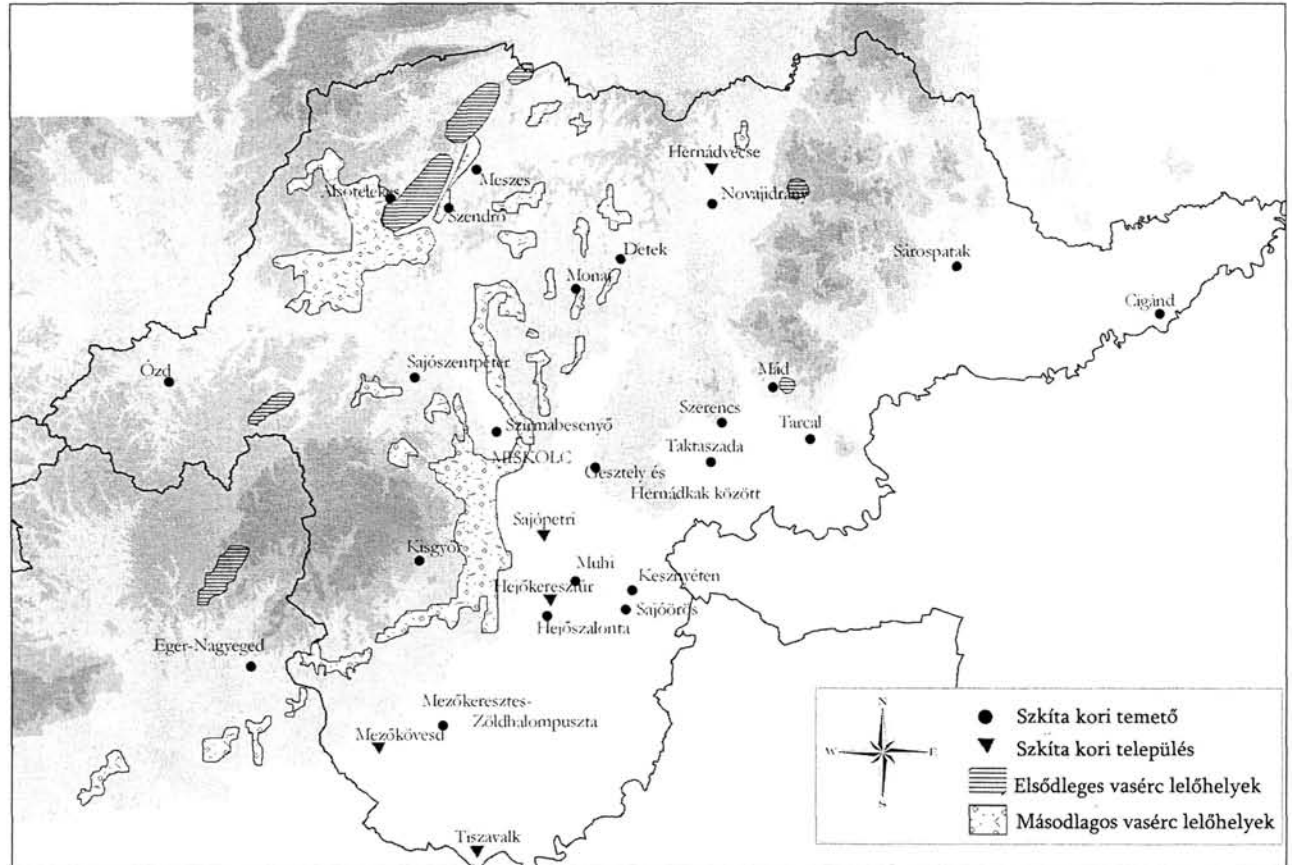 Hernádvécse
Meszes
Alsótelekes
Novajidrány
Szendrő
Detek
Sárospatak
Monaj
Cigánd
Sajószentpéter
Ózd
Mád
Szerencs
Szirmabesenyő
Tarcal
MISKOLC
Taktaszada
Gesztely és
Hernádkak között
Sajópetri
Kisgyőr
Muhi
Kesznyéten
Hejőkeresztúr
Sajóörös
Hejőszalonta
Eger-Nagyeged
Mezőkeresztes-
Zöldhalompuszta
Mezőkövesd
Tiszavalk
N
W
E
S
Szkíta kori temető
Szkíta kori település
Elsődleges vasérc lelőhelyek
Másodlagos vasérc lelőhelyek